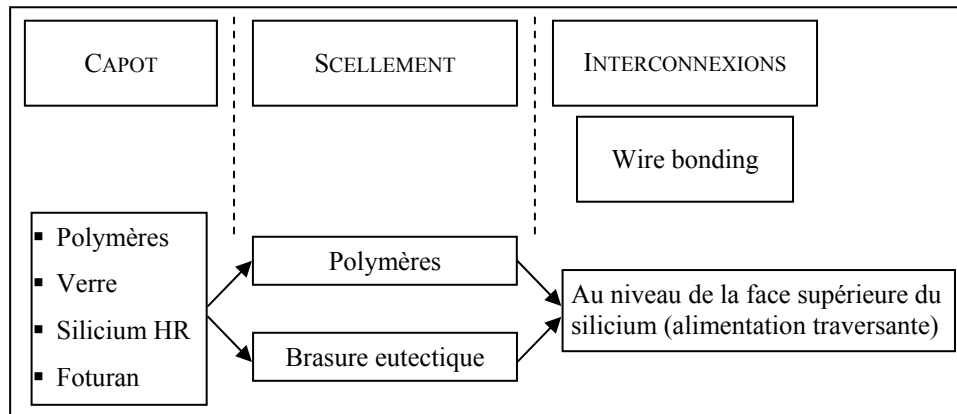 CAPOT
SCELLEMENT
INTERCONNEXIONS
Wire bonding
▪ Polymères
▪ Verre
▪ Silicium HR
▪ Foturan
Polymères
Brasure eutectique
Au niveau de la face supérieure du
silicium (alimentation traversante)